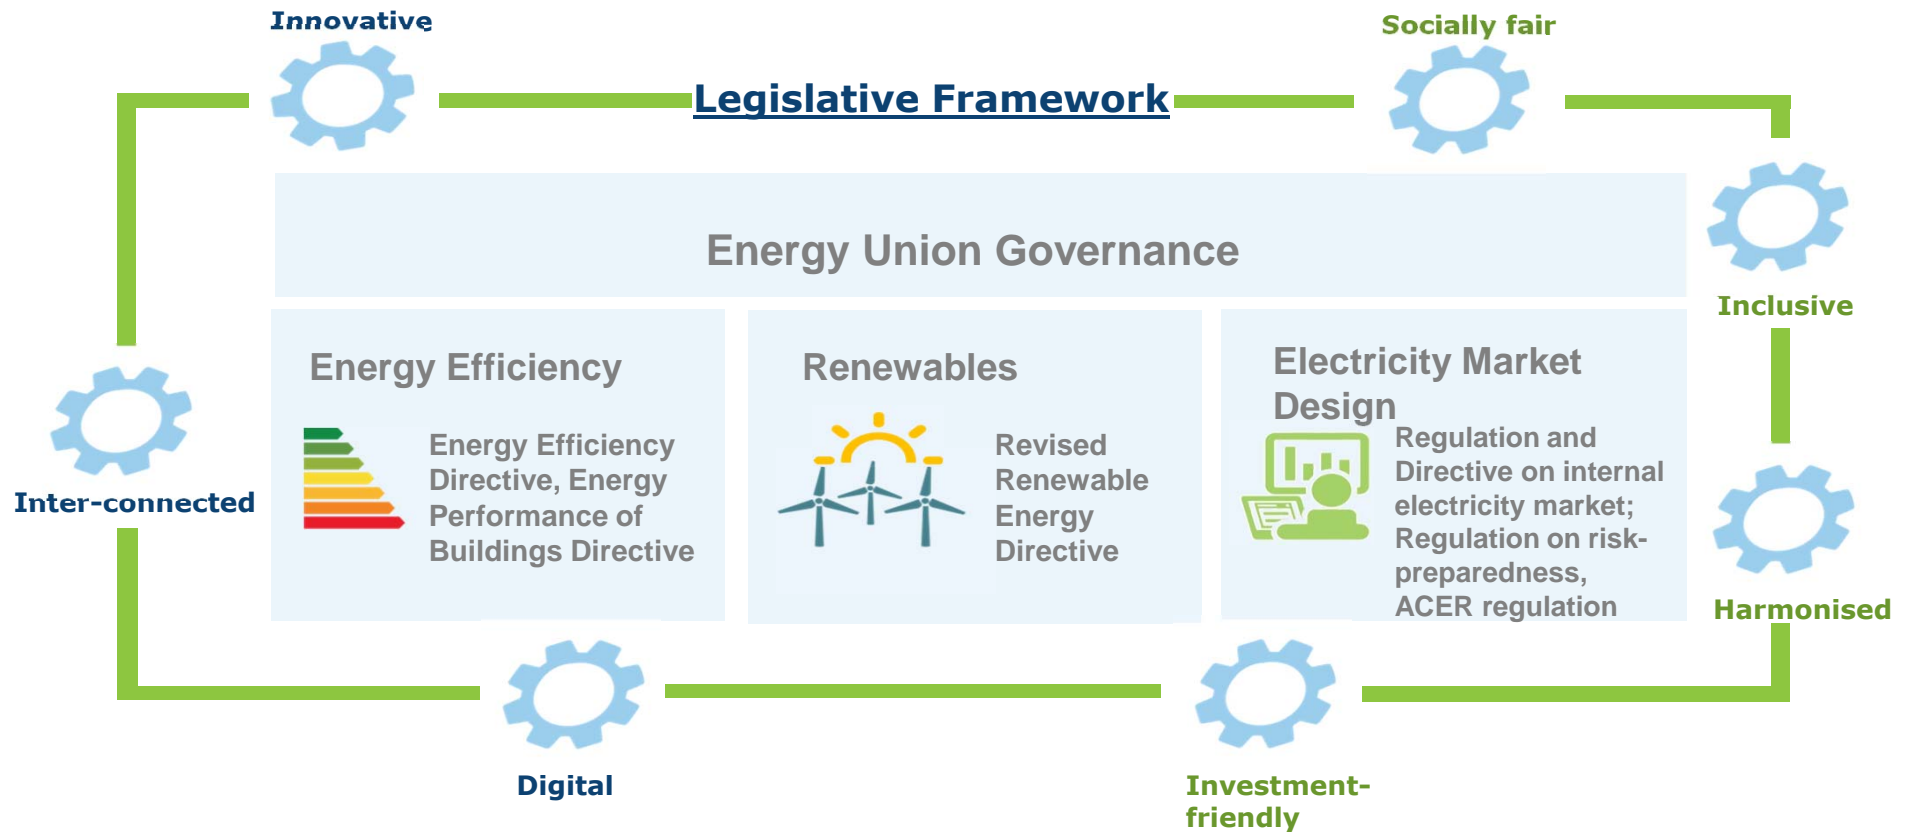 Innovative
Socially fair
Legislative Framework
Energy Union Governance
Inclusive
Energy Efficiency
Energy Efficiency
Directive, Energy
Performance of
Buildings Directive
Renewables
Revised
Renewable
Energy
Directive
Electricity Market
Design
Regulation and
Directive on internal
electricity market;
Regulation on risk-
preparedness,
ACER regulation
Inter-connected
Harmonised
Digital
Investment-
friendly